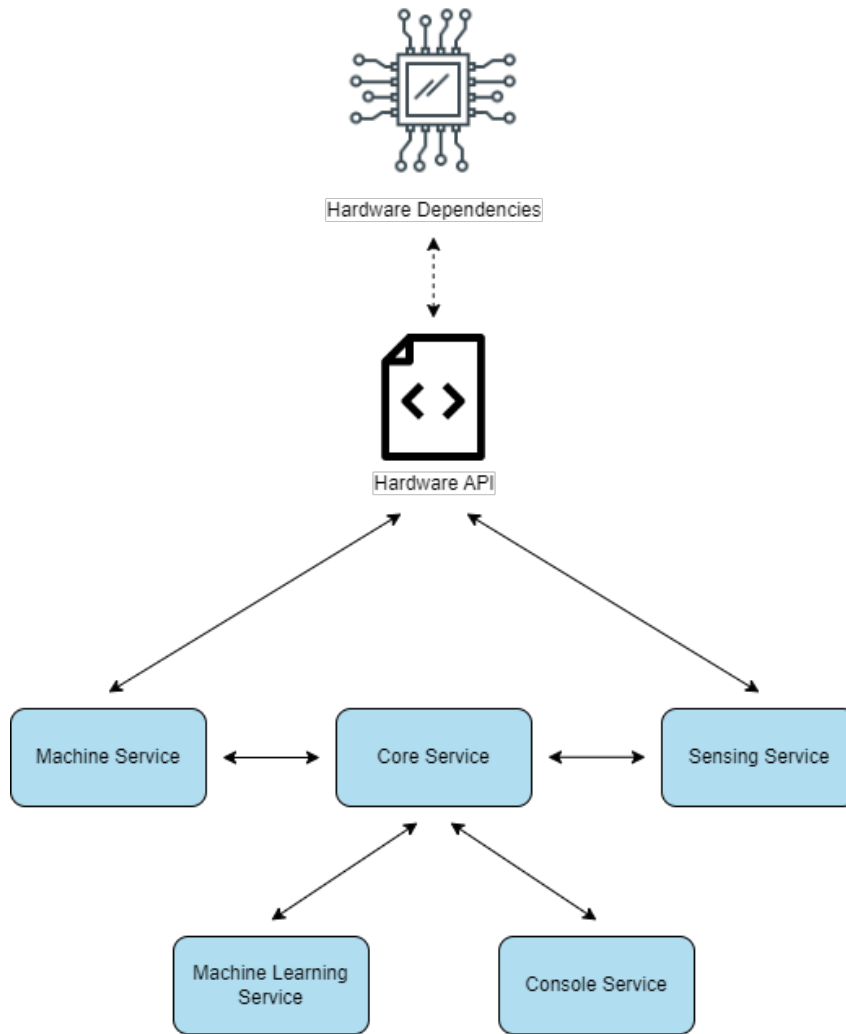 Hardware Dependencies
Hardware API
Machine Service
Core Service
Sensing Service
Machine Learning
Service
Console Service